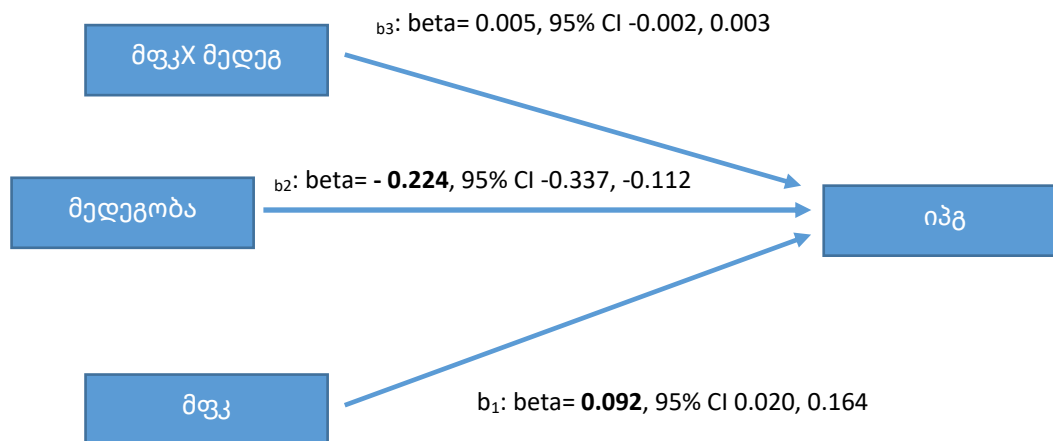 b3: beta= 0.005, 95% CI -0.002, 0.003
მფკX მედეგ
b2: beta= - 0.224, 95% CI -0.337, -0.112
მედეგობა
იპგ
მფკ
b1: beta= 0.092, 95% CI 0.020, 0.164